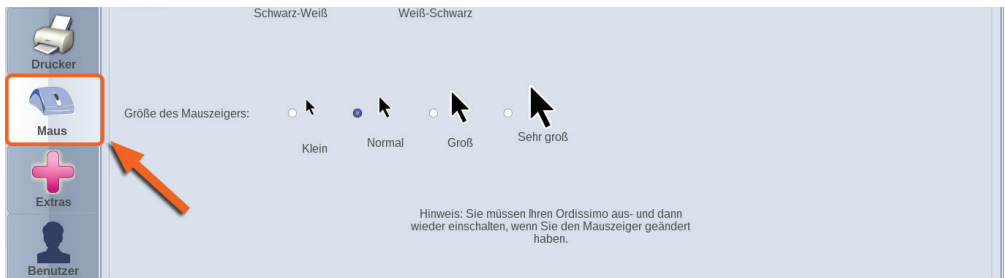 Schwarz-Weiß Weiß-Schwarz
Drucker
Maus
Größe des Mauszeigers:
Klein Normal Groß Sehr groß
Extras
Hinweis: Sie müssen Ihren Ordissimo aus- und dann
wieder einschalten, wenn Sie den Mauszeiger geändert
haben.
Benutzer